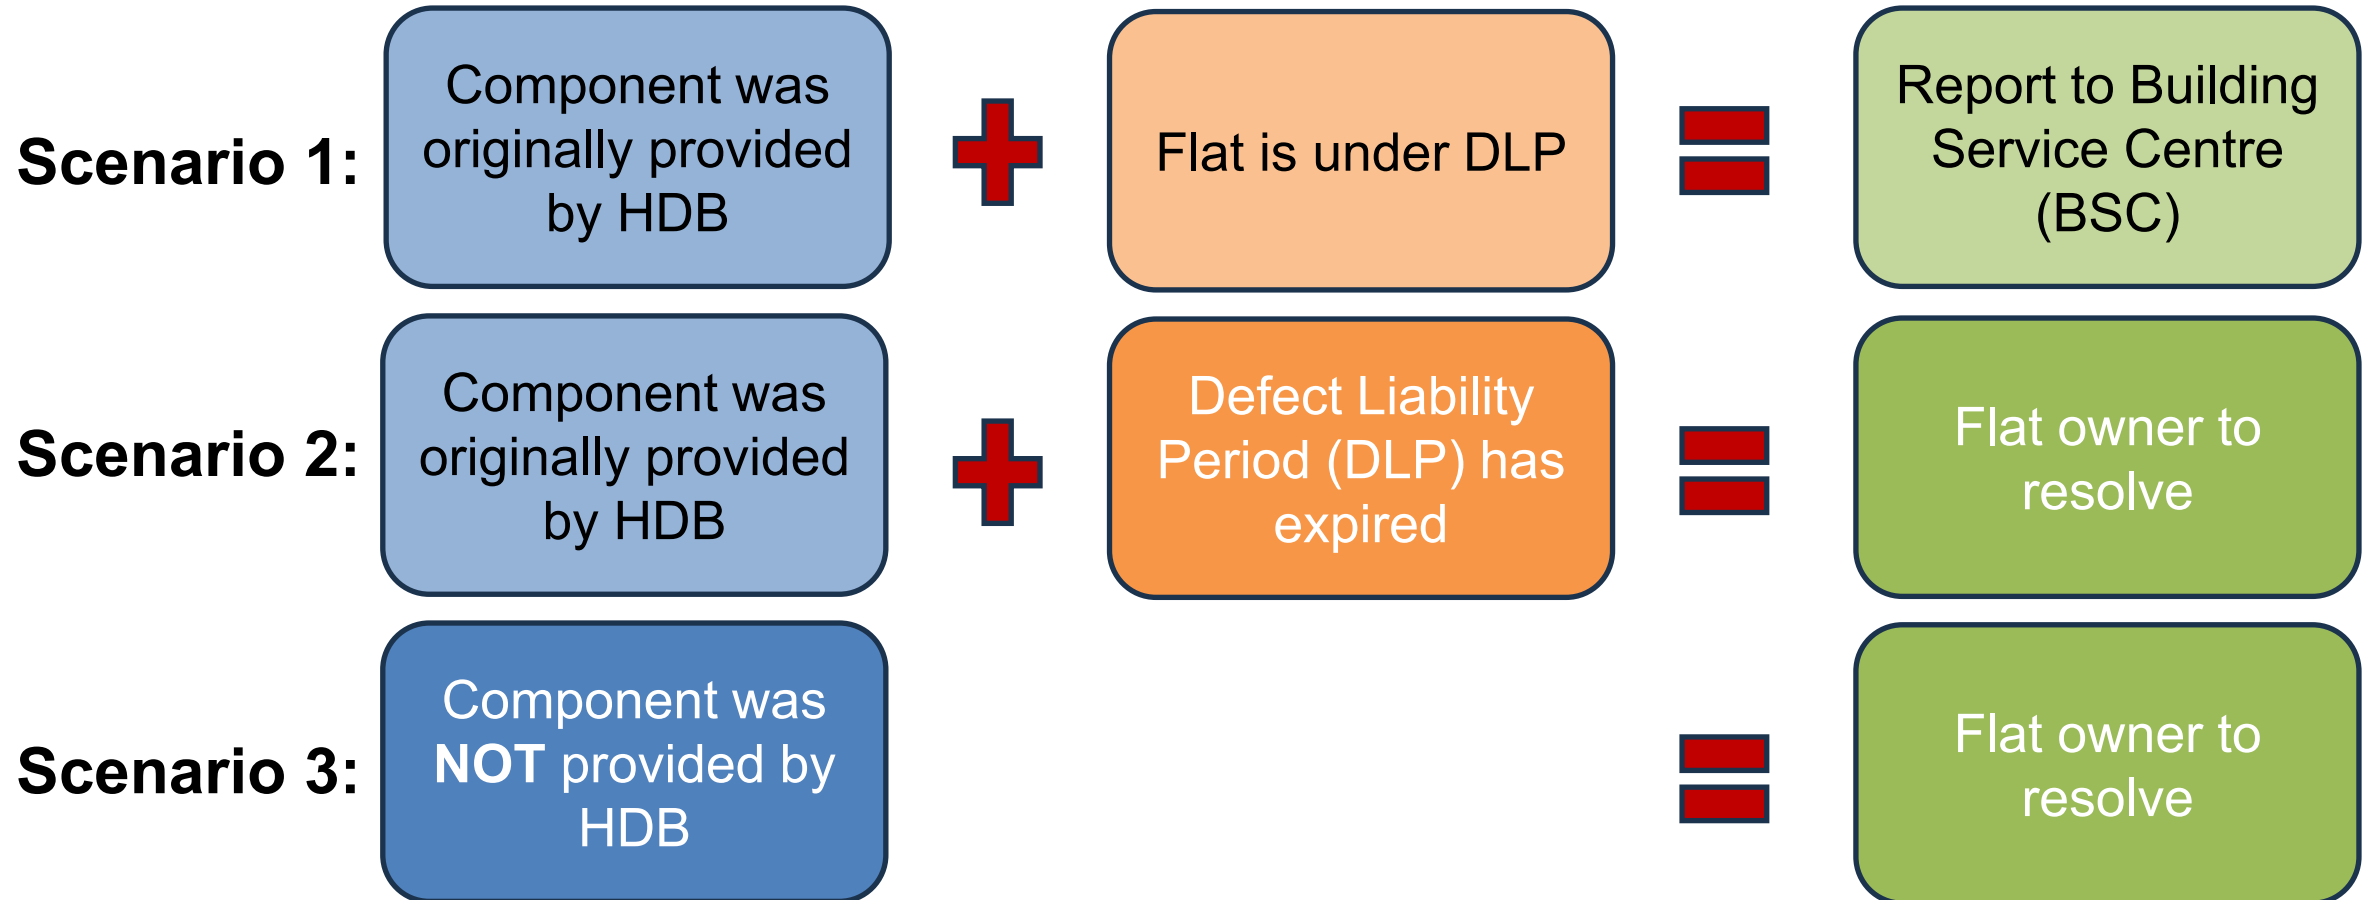 Scenario 1:
Component was
originally provided
by HDB
Flat is under DLP
Report to Building
Service Centre
(BSC)
Scenario 2:
Component was
originally provided
by HDB
Defect Liability
Period (DLP) has
expired
Flat owner to
resolve
Scenario 3:
Component was
NOT provided by
HDB
Flat owner to
resolve